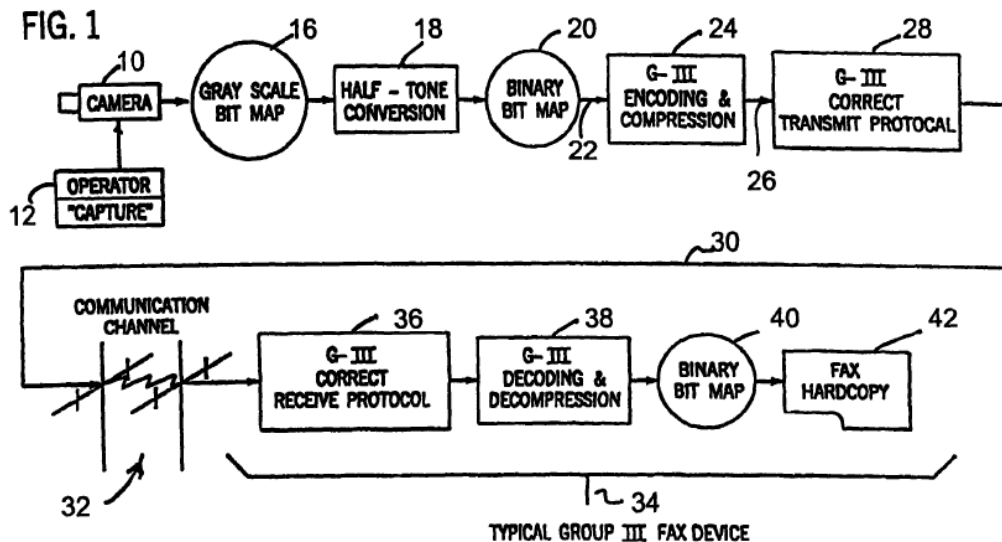 FIG. 1
10
16
18
20
24
28
CAMERA
GRAY SCALE
BIT MAP
HALF - TONE
CONVERSION
BINARY
BIT MAP
22
G-III
ENCODING &
COMPRESSION
26
G-III
CORRECT
TRANSMIT PROTOCAL
12
OPERATOR
"CAPTURE"
30
COMMUNICATION
CHANNEL
32
36
G-III
CORRECT
RECEIVE PROTOCOL
38
G-III
DECODING &
DECOMPRESSION
40
BINARY
BIT MAP
42
FAX
HARDCOPY
34
TYPICAL GROUP III FAX DEVICE